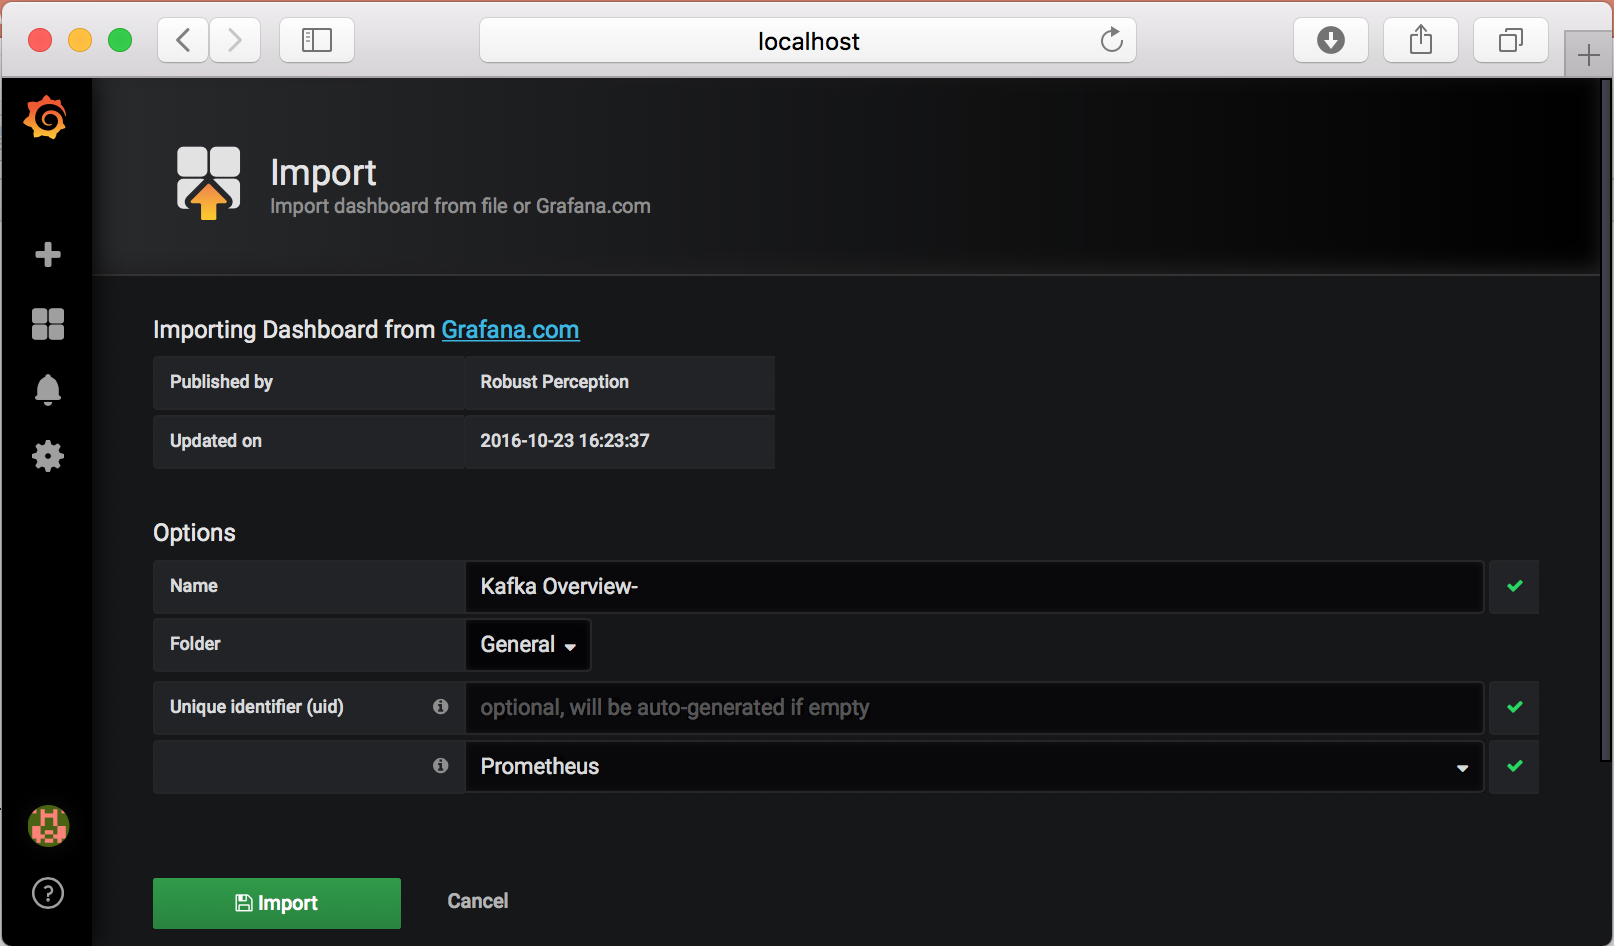 localhost
Import
Import dashboard from file or Grafana.com
Importing Dashboard from Grafana.com
Published by Robust Perception
Updated on 2016-10-23 16:23:37
Options
Name Kafka Overview-
Folder General
Unique identifier (uid) optional, will be auto-generated if empty
Prometheus
Import Cancel